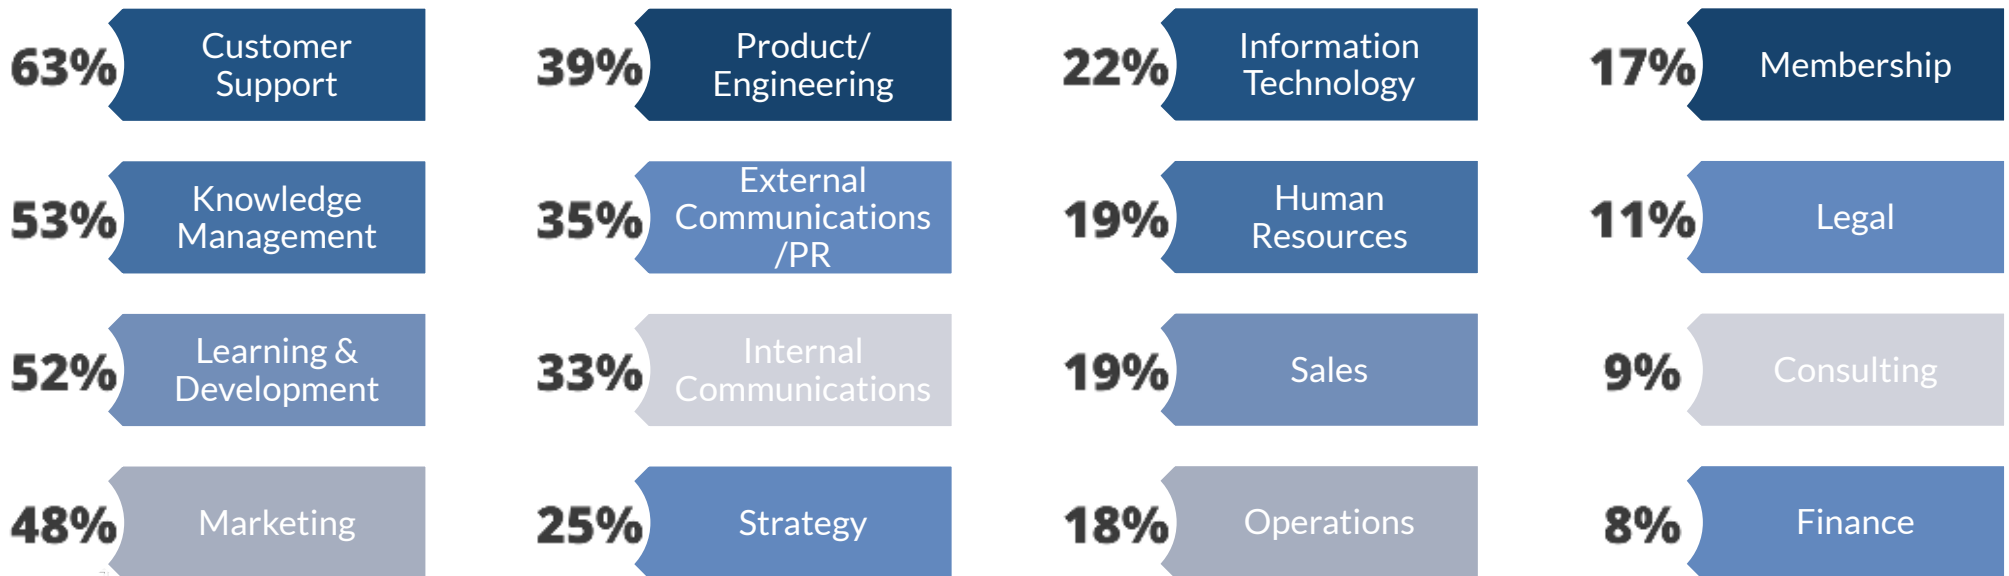 63%
Customer
Support
39%
Product/
Engineering
22%
Information
Technology
17%
Membership
53%
Knowledge
Management
35%
External
Communications
/PR
19%
Human
Resources
11%
Legal
52%
Learning &
Development
33%
Internal
Communications
19%
Sales
9%
Consulting
48%
Marketing
25%
Strategy
18%
Operations
8%
Finance